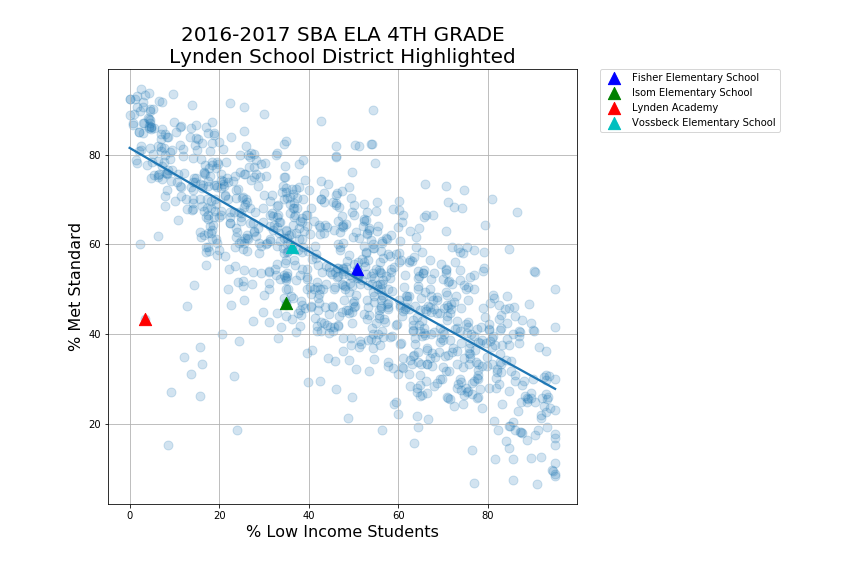 2016-2017 SBA ELA 4TH GRADE
Lynden School District Highlighted
Fisher Elementary School
Isom Elementary School
Lynden Academy
Vossbeck Elementary School
% Met Standard
80
60
40
20
0 20 40 60 80
% Low Income Students